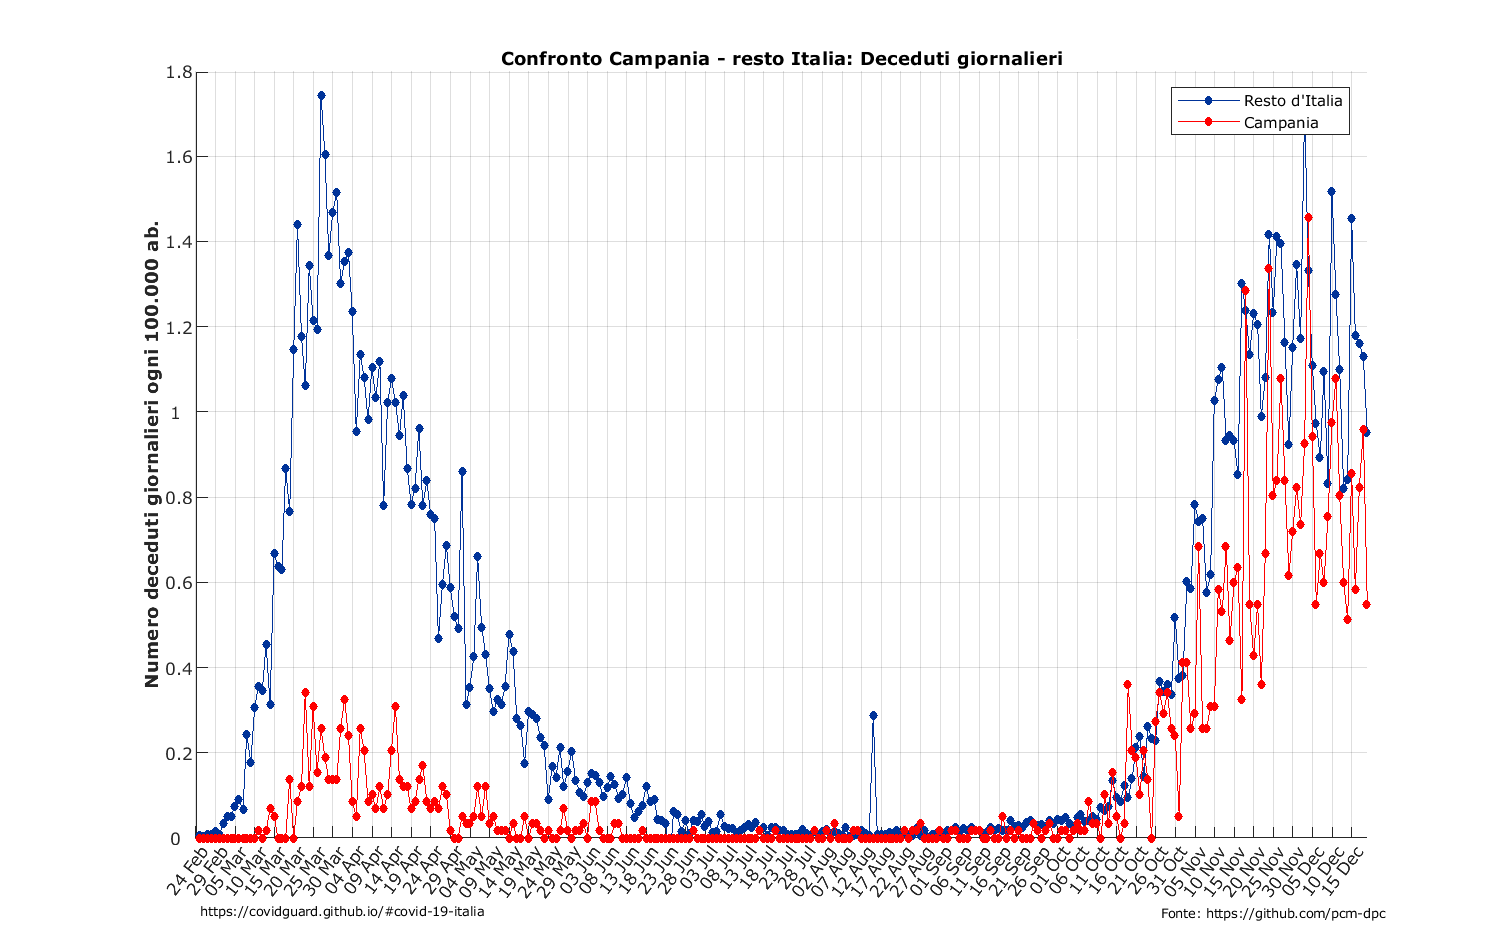 Confronto Campania - resto Italia: Deceduti giornalieri
Resto d'Italia
Campania
Numero deceduti giornalieri ogni 100.000 ab.
1.8
1.6
1.4
1.2
1
0.8
0.6
0.4
0.2
0
24 Feb
29 Feb
05 Mar
10 Mar
15 Mar
20 Mar
25 Mar
30 Mar
04 Apr
09 Apr
14 Apr
19 Apr
24 Apr
29 Apr
04 May
09 May
14 May
19 May
24 May
29 May
03 Jun
08 Jun
13 Jun
18 Jun
23 Jun
28 Jun
03 Jul
08 Jul
13 Jul
18 Jul
23 Jul
28 Jul
02 Aug
07 Aug
12 Aug
17 Aug
22 Aug
27 Aug
01 Sep
06 Sep
11 Sep
16 Sep
21 Sep
26 Sep
01 Oct
06 Oct
11 Oct
16 Oct
21 Oct
26 Oct
31 Oct
05 Nov
10 Nov
15 Nov
20 Nov
25 Nov
30 Nov
05 Dec
10 Dec
15 Dec
https://covidguard.github.io/#covid-19-italia
Fonte: https://github.com/pcm-dpc